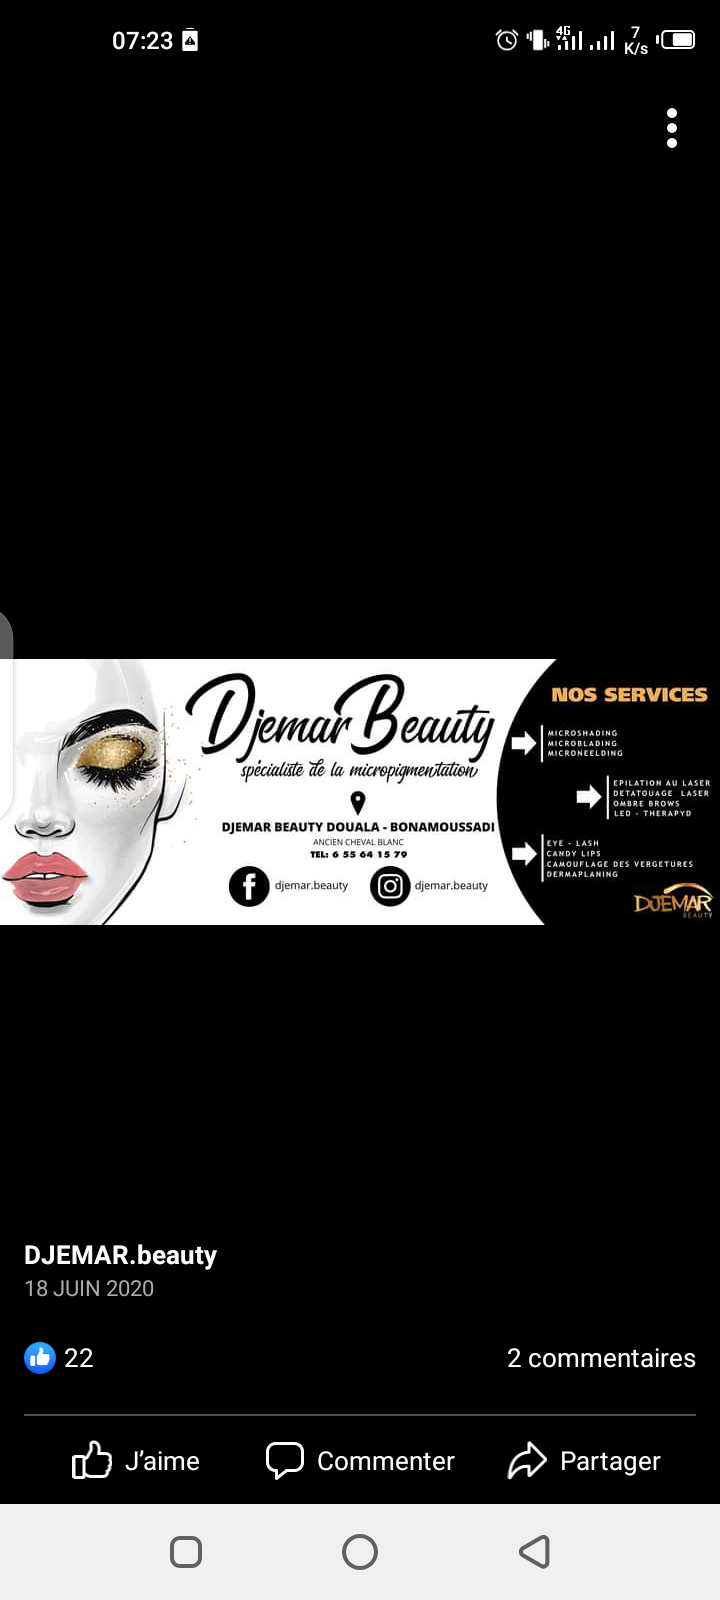 07:23
4G
7
K/s
Djemar Beauty
spécialiste de la micropigmentation
DJEMAR BEAUTY DOUALA - BONAMOUSSADI
ANCIEN CHEVAL BLANC
TEL: 6 55 64 15 79
djemar.beauty
djemar.beauty
NOS SERVICES
MICROSHADING
MICROBLADING
MICRONEELDING
EPILATION AU LASER
DETATOUAGE LASER
OMBRE BROWS
LED - THERAPYD
EYE - LASH
CANDY LIPS
CAMOUFLAGE DES VERGETURES
DERMAPLANING
DJEMAR
BEAUTY
DJEMAR.beauty
18 JUIN 2020
22
2 commentaires
J'aime
Commenter
Partager